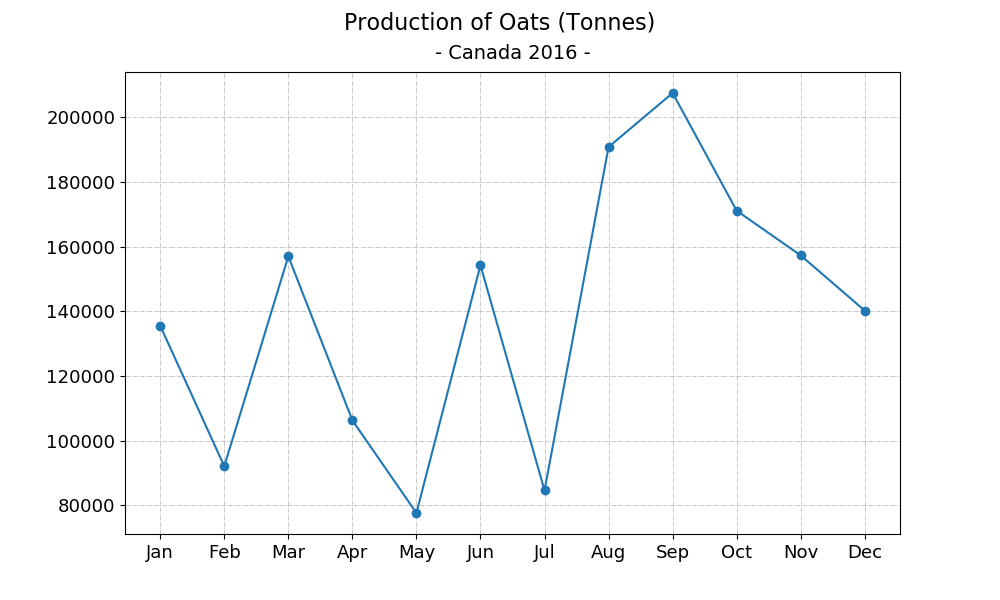 Production of Oats (Tonnes)
- Canada 2016 -
200000
180000
160000
140000
120000
100000
80000
Jan Feb Mar Apr May Jun Jul Aug Sep Oct Nov Dec